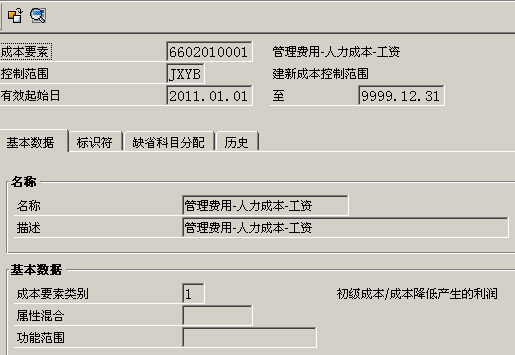 成本要素 6602010001 管理费用-人力成本-工资
控制范围 JXYB 建新成本控制范围
有效起始日 2011.01.01 至 9999.12.31
基本数据 标识符 缺省科目分配 历史
名称
名称 管理费用-人力成本-工资
描述 管理费用-人力成本-工资
基本数据
成本要素类别 1 初级成本/成本降低产生的利润
属性混合
功能范围